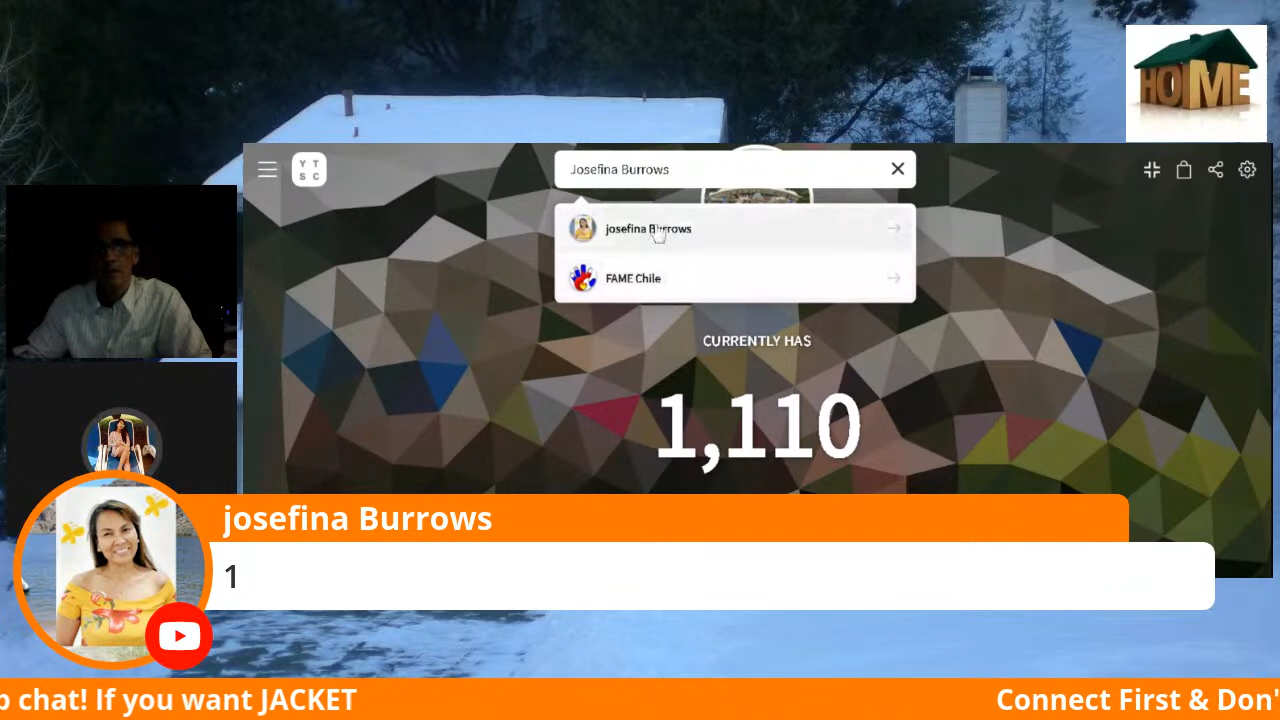 HOME
Y T
S C
Josefina Burrows
josefina Burrows
FAME Chile
CURRENTLY HAS
1,110
josefina Burrows
1
chat! If you want JACKET
Connect First & Don'